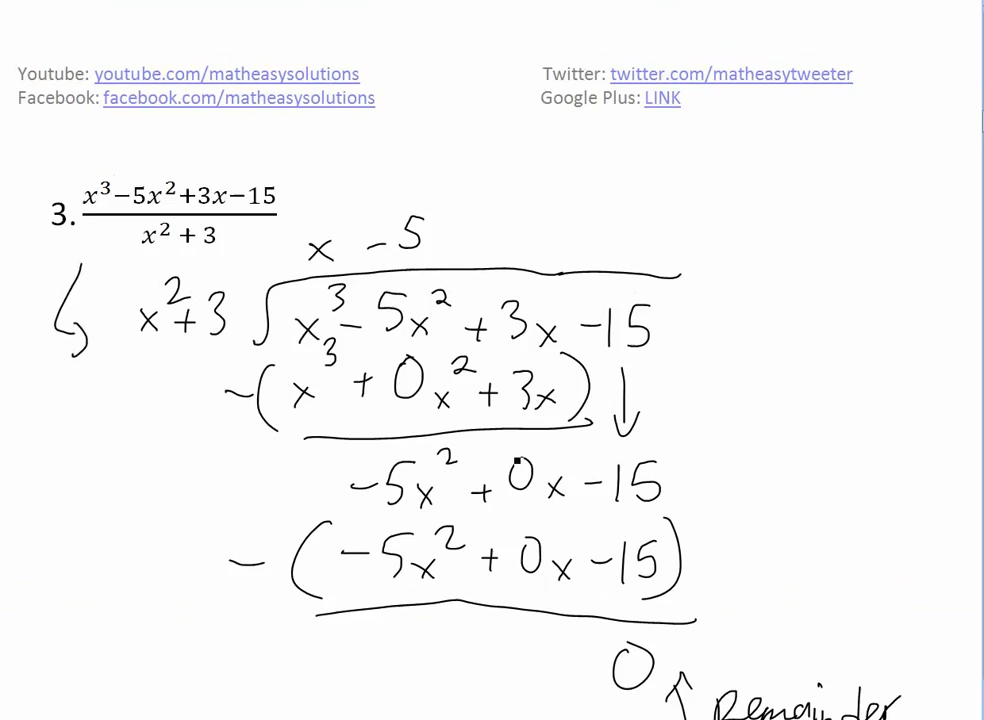 Youtube: youtube.com/matheasysolutions Twitter: twitter.com/matheasytweeter
Facebook: facebook.com/matheasysolutions Google Plus: LINK
3. x³−5x²+3x−15
x² + 3
x - 5
x²+3 x³ - 5x² + 3x - 15
-(x³ + 0x² + 3x)
-5x² + 0x - 15
- (-5x² + 0x - 15)
0
Remainder